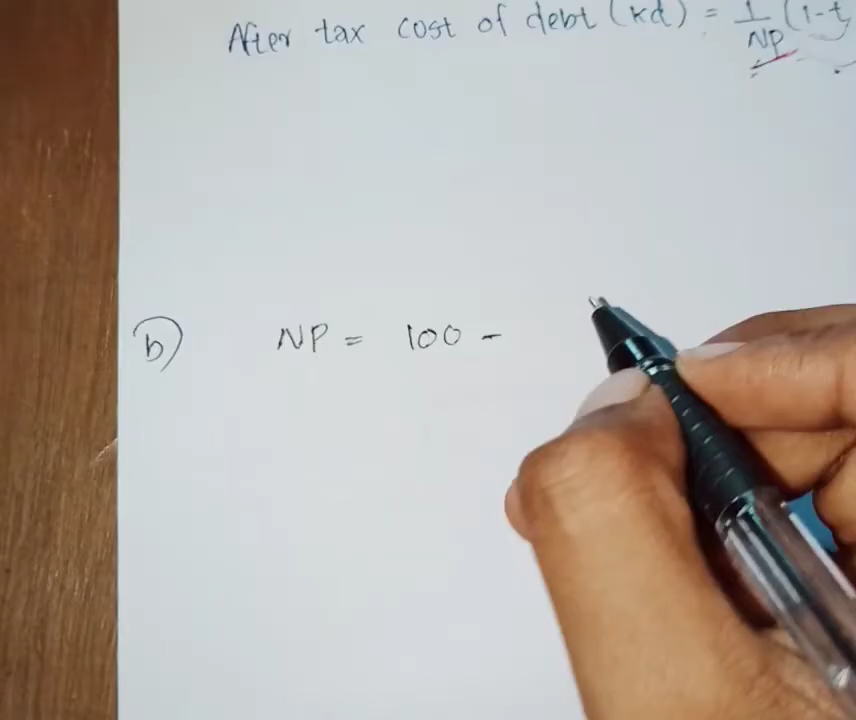 After tax cost of debt (kd) = I/NP (1-t
b) NP = 100 -